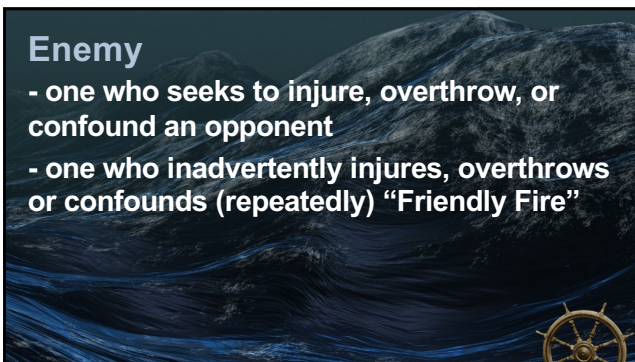 Enemy
- one who seeks to injure, overthrow, or
confound an opponent
- one who inadvertently injures, overthrows
or confounds (repeatedly) “Friendly Fire”